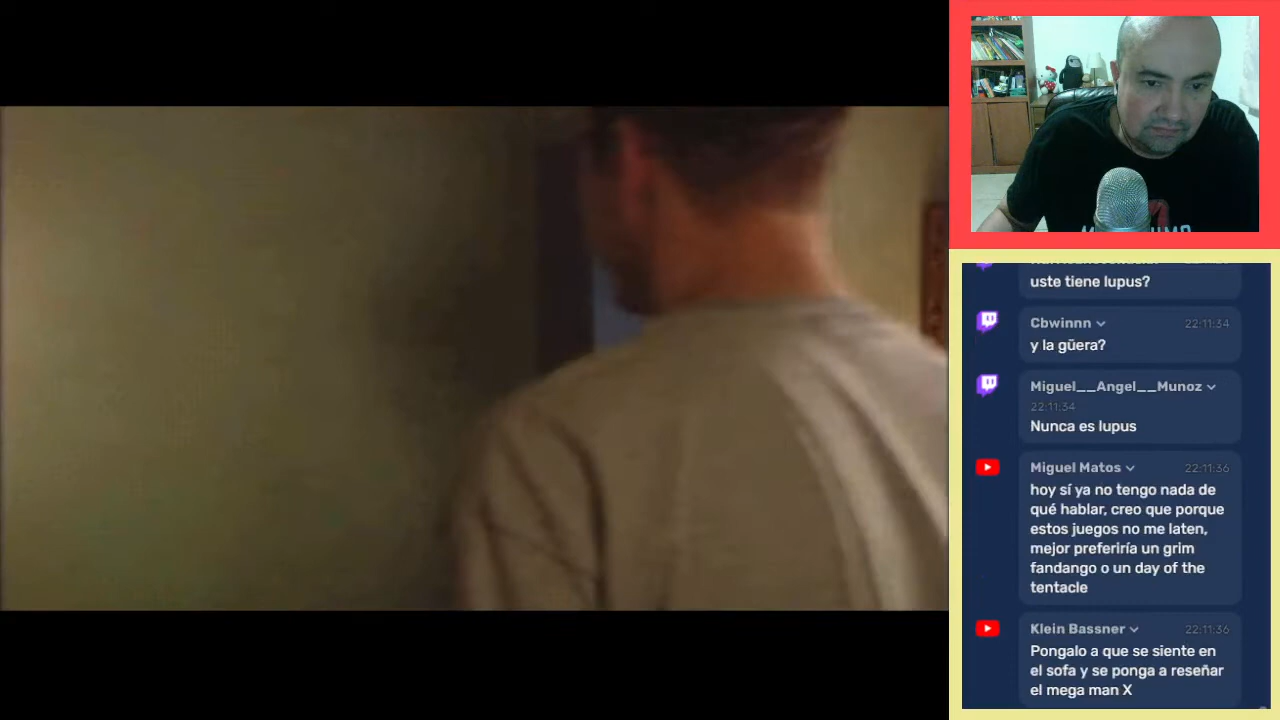 uste tiene lupus?
Cbwinnn 22:11:34
y la güera?
Miguel__Angel__Munoz
22:11:34
Nunca es lupus
Miguel Matos 22:11:36
hoy sí ya no tengo nada de
qué hablar, creo que porque
estos juegos no me laten,
mejor preferiría un grim
fandango o un day of the
tentacle
Klein Bassner 22:11:36
Pongalo a que se siente en
el sofa y se ponga a reseñar
el mega man X